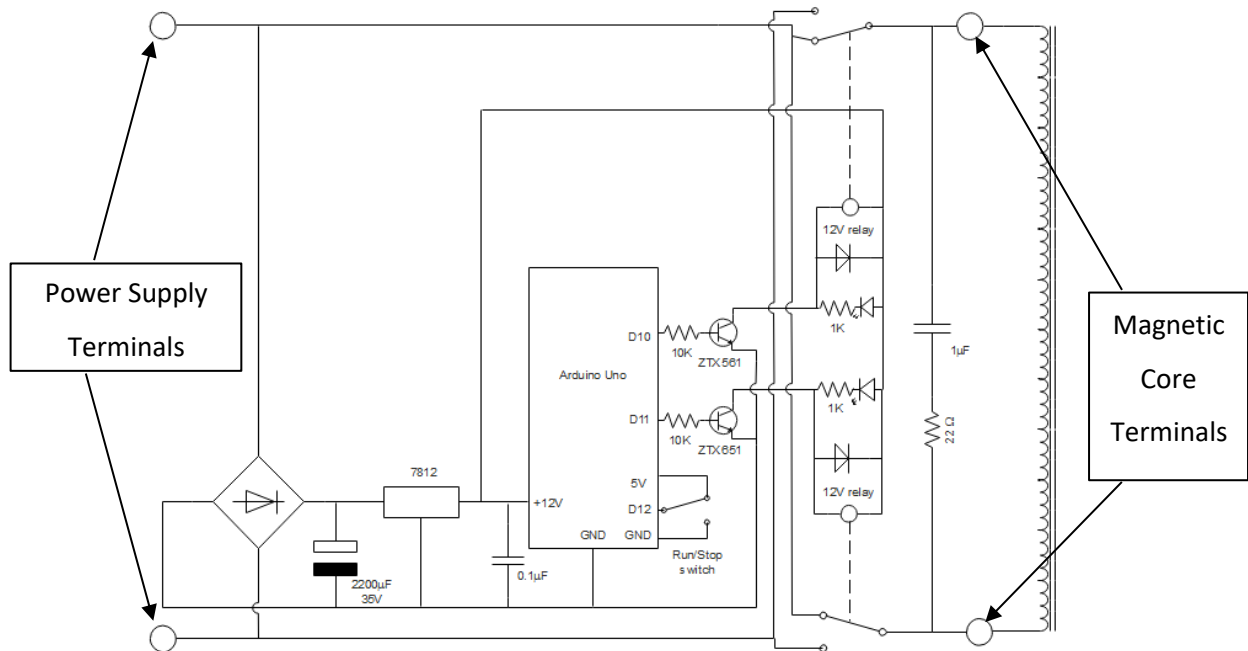 Power Supply
Terminals
12V relay
1K
D10
10K
ZTX561
Arduino Uno
1K
D11
10K
ZTX651
7812
12V relay
5V
+12V
D12
GND
GND
Run/Stop
switch
0.1µF
2200µF
35V
1µF
22 Ω
Magnetic
Core
Terminals